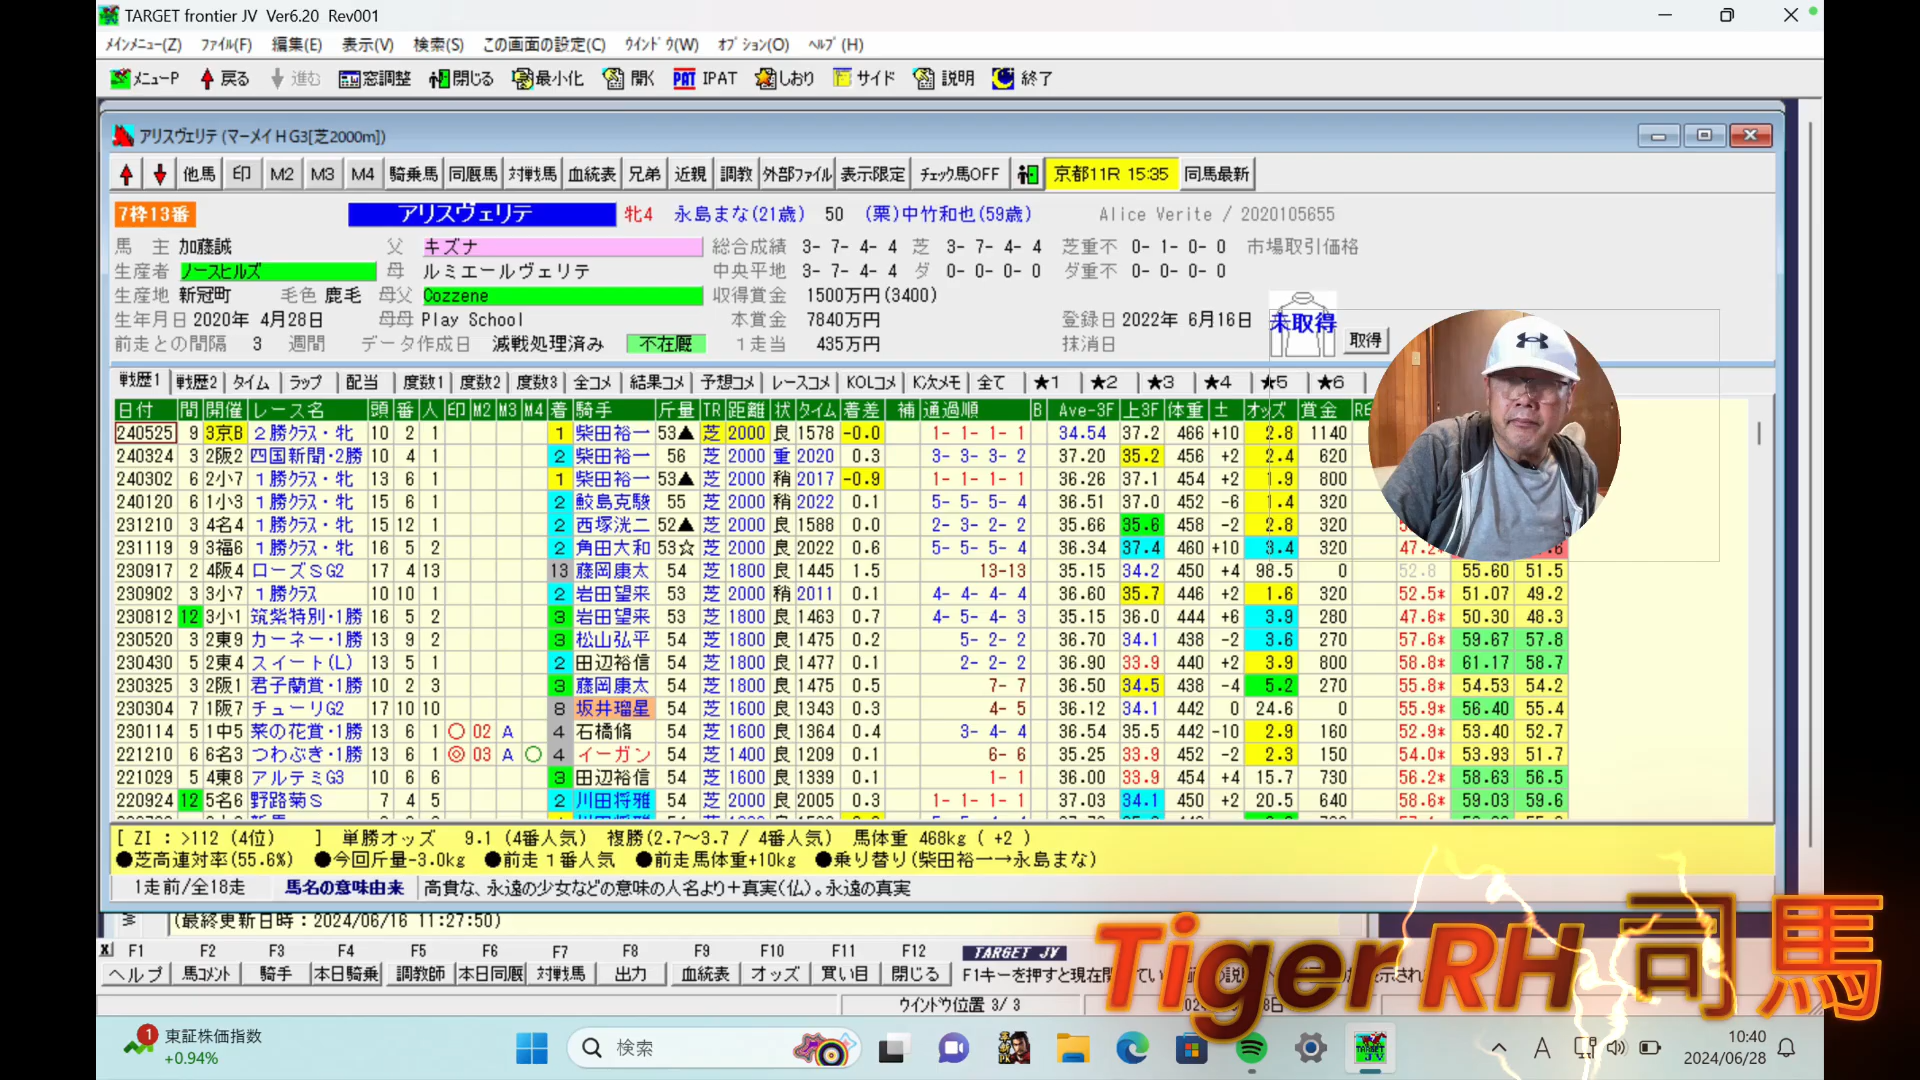 TARGET frontier JV Ver6.20 Rev001
ﾒｲﾝﾒﾆｭｰ(Z) ﾌｧｲﾙ(F) 編集(E) 表示(V) 検索(S) この画面の設定(C) ｳｲﾝﾄﾞｳ(W) ｵﾌﾟｼｮﾝ(O) ﾍﾙﾌﾟ(H)
ﾒﾆｭｰP 戻る 進む 窓調整 閉じる 最小化 開く PAT IPAT しおり サイド 説明 終了
アリスヴェリテ (マーメイＨ G3[芝2000m])
他馬 印 M2 M3 M4 騎乗馬 同厩馬 対戦馬 血統表 兄弟 近親 調教 外部ファイル 表示限定 ﾁｪｯｸ馬OFF 京都11R 15:35 同馬最新
7枠13番 アリスヴェリテ 牝4 永島まな(21歳) 50 (栗)中竹和也(59歳) Alice Verite / 2020105655
馬 主 加藤誠 父 キズナ 総合成績 3- 7- 4- 4 芝 3- 7- 4- 4 芝重不 0- 1- 0- 0 市場取引価格
生産者 ノースヒルズ 母 ルミエールヴェリテ 中央平地 3- 7- 4- 4 ダ 0- 0- 0- 0 ダ重不 0- 0- 0- 0
生産地 新冠町 毛色 鹿毛 母父 Cozzene 収得賞金 1500万円(3400)
生年月日 2020年 4月28日 母母 Play School 本賞金 7840万円 登録日 2022年 6月16日 未取得
前走との間隔 3 週間 データ作成日 減戦処理済み 不在厩 １走当 435万円 抹消日 取得
戦歴1 戦歴2 タイム ラップ 配当 度数1 度数2 度数3 全コメ 結果コメ 予想コメ レースコメ KOLコメ K次メモ 全て ★1 ★2 ★3 ★4 ★5 ★6
日付 間 開催 レース名 頭 番 人 印 M2 M3 M4 着 騎手 斤量 TR 距離 状 タイム 着差 補 通過順 B Ave-3F 上3F 体重 ± オッズ 賞金
240525 9 3京B ２勝クラス・牝 10 2 1 1 柴田裕一 53▲ 芝 2000 良 1578 -0.0 1- 1- 1- 1 34.54 37.2 466 +10 2.8 1140
240324 3 2阪2 四国新聞・2勝 10 4 1 2 柴田裕一 56 芝 2000 重 2020 0.3 3- 3- 3- 2 37.20 35.2 456 +2 2.4 620
240302 6 2小7 １勝クラス 13 6 1 1 柴田裕一 53▲ 芝 2000 稍 2017 -0.9 1- 1- 1- 1 36.26 37.1 454 +2 1.9 800
240120 6 1小3 １勝クラス・牝 15 6 1 2 鮫島克駿 55 芝 2000 稍 2022 0.1 5- 5- 5- 4 36.51 37.0 452 -6 1.4 320
231210 3 4名4 １勝クラス・牝 15 12 1 2 西塚洸二 52▲ 芝 2000 良 1588 0.0 2- 3- 2- 2 35.66 35.6 458 -2 2.8 320
231119 9 3福6 １勝クラス・牝 16 5 2 2 角田大和 53☆ 芝 2000 良 2022 0.6 5- 5- 5- 4 36.34 37.4 460 +10 3.4 320
230917 2 4阪4 ローズＳG2 17 4 13 13 藤岡康太 54 芝 1800 良 1445 1.5 13-13 35.15 34.2 450 +4 98.5 0 52.8 55.60 51.5
230902 3 3小7 １勝クラス 10 10 1 2 岩田望来 53 芝 2000 稍 2011 0.1 4- 4- 4- 4 36.60 35.7 446 +2 1.6 320 52.5* 51.07 49.2
230812 12 3小1 筑紫特別・1勝 16 5 2 3 岩田望来 53 芝 1800 良 1463 0.7 4- 5- 4- 3 35.15 36.0 444 +6 3.9 280 47.6* 50.30 48.3
230520 3 2東9 カーネー・1勝 13 9 2 3 松山弘平 54 芝 1800 良 1475 0.2 5- 2- 2 36.70 34.1 438 -2 3.6 270 57.6* 59.67 57.8
230430 5 2東4 スイート(L) 13 5 1 2 田辺裕信 54 芝 1800 良 1477 0.1 2- 2- 2 36.90 33.9 440 +2 3.9 800 58.8* 61.17 58.7
230325 3 2阪1 君子蘭賞・1勝 10 2 3 3 藤岡康太 54 芝 1800 良 1475 0.5 7- 7 36.50 34.5 438 -4 5.2 270 55.8* 54.53 54.2
230304 7 1阪7 チューリG2 17 10 10 8 坂井瑠星 54 芝 1600 良 1343 0.3 4- 5 36.12 34.1 442 0 24.6 0 55.9* 56.40 55.4
230114 5 1中5 菜の花賞・1勝 13 6 1 ○ 02 A 4 石橋脩 54 芝 1600 良 1364 0.4 3- 4- 4 36.54 35.5 442 -10 2.9 160 52.9* 53.40 52.7
221210 6 6名3 つわぶき・1勝 13 6 1 ◎ 03 A ○ 4 イーガン 54 芝 1400 良 1209 0.1 6- 6 35.25 33.9 452 -2 2.3 150 54.0* 53.93 51.7
221029 5 4東8 アルテミG3 10 6 6 3 田辺裕信 54 芝 1600 良 1339 0.1 1- 1 36.00 33.9 454 +4 15.7 730 56.2* 58.63 56.5
220924 12 5名6 野路菊Ｓ 7 4 5 2 川田将雅 54 芝 2000 良 2005 0.3 1- 1- 1- 1 37.03 34.1 450 +2 20.5 640 58.6* 59.03 59.6
[ ZI : >112 (4位) ] 単勝オッズ 9.1 (4番人気) 複勝(2.7～3.7 / 4番人気) 馬体重 468kg ( +2 )
●芝高連対率(55.6%) ●今回斤量-3.0kg ●前走１番人気 ●前走馬体重+10kg ●乗り替り(柴田裕一→永島まな)
1走前/全18走 馬名の意味由来 高貴な、永遠の少女などの意味の人名より＋真実(仏)。永遠の真実
(最終更新日時：2024/06/16 11:27:50)
X F1 F2 F3 F4 F5 F6 F7 F8 F9 F10 F11 F12 TARGET JV
ヘルプ 馬ｺﾒﾝﾄ 騎手 本日騎乗 調教師 本日同厩 対戦馬 出力 血統表 オッズ 買い目 閉じる F1キーを押すと現在開
ｳｲﾝﾄﾞｳ位置 3/ 3
Tiger RH 司馬
1 東証株価指数
+0.94%
検索
A
10:40
2024/06/28